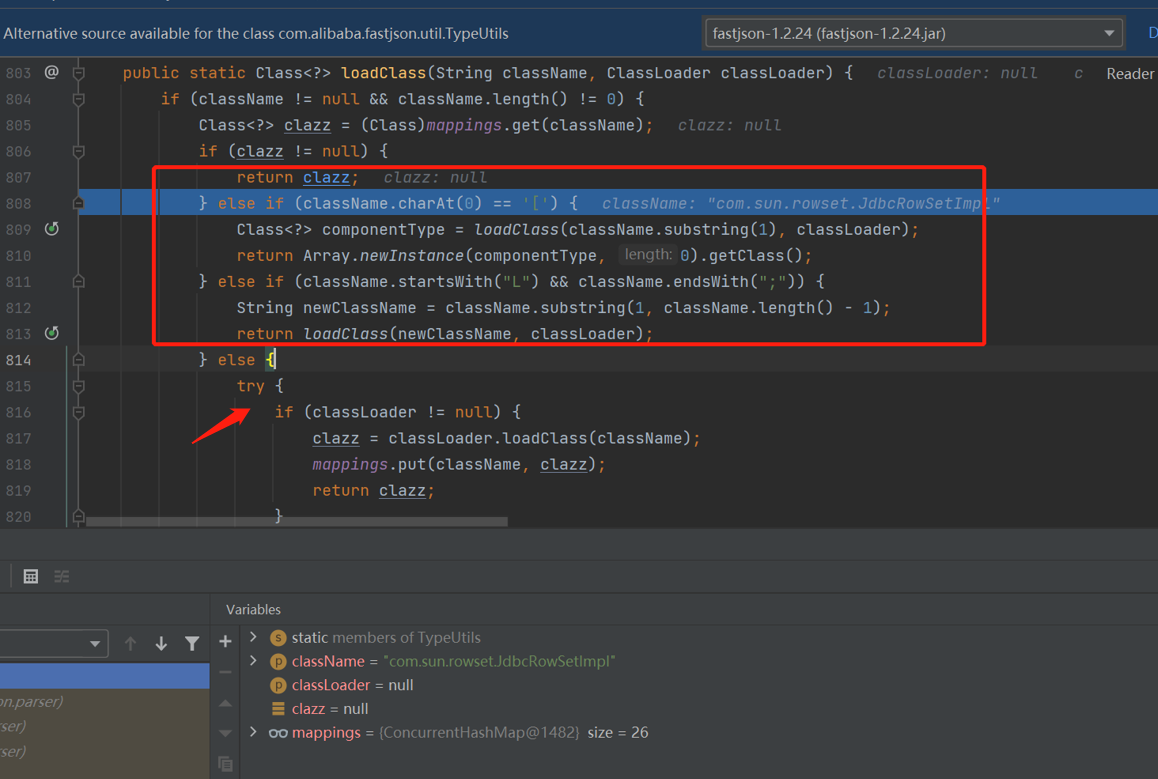 Alternative source available for the class com.alibaba.fastjson.util.TypeUtils
fastjson-1.2.24 (fastjson-1.2.24.jar)
D
803 @ public static Class<?> loadClass(String className, ClassLoader classLoader) { classLoader: null c Reader
804 if (className != null && className.length() != 0) {
805 Class<?> clazz = (Class)mappings.get(className); clazz: null
806 if (clazz != null) {
807 return clazz; clazz: null
808 } else if (className.charAt(0) == '[') { className: "com.sun.rowset.JdbcRowSetImpl"
809 Class<?> componentType = loadClass(className.substring(1), classLoader);
810 return Array.newInstance(componentType, length: 0).getClass();
811 } else if (className.startsWith("L") && className.endsWith(";")) {
812 String newClassName = className.substring(1, className.length() - 1);
813 return loadClass(newClassName, classLoader);
814 } else {
815 try {
816 if (classLoader != null) {
817 clazz = classLoader.loadClass(className);
818 mappings.put(className, clazz);
819 return clazz;
820 }
Variables
s static members of TypeUtils
p className = "com.sun.rowset.JdbcRowSetImpl"
p classLoader = null
clazz = null
mappings = {ConcurrentHashMap@1482} size = 26
on.parser)
ser)
ser)